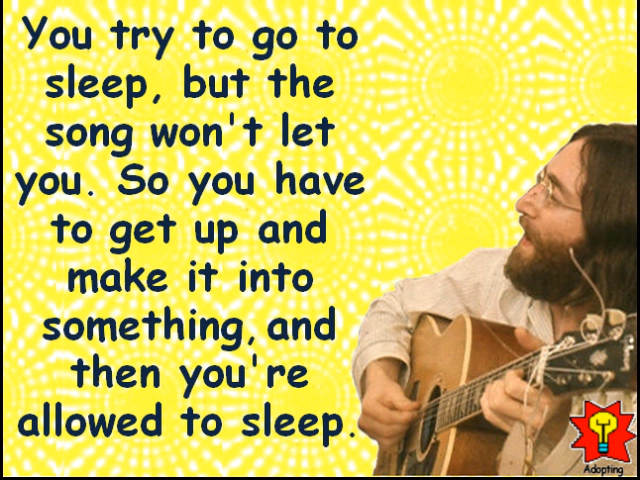 You try to go to
sleep, but the
song won't let
you. So you have
to get up and
make it into
something, and
then you're
allowed to sleep.
Adopting